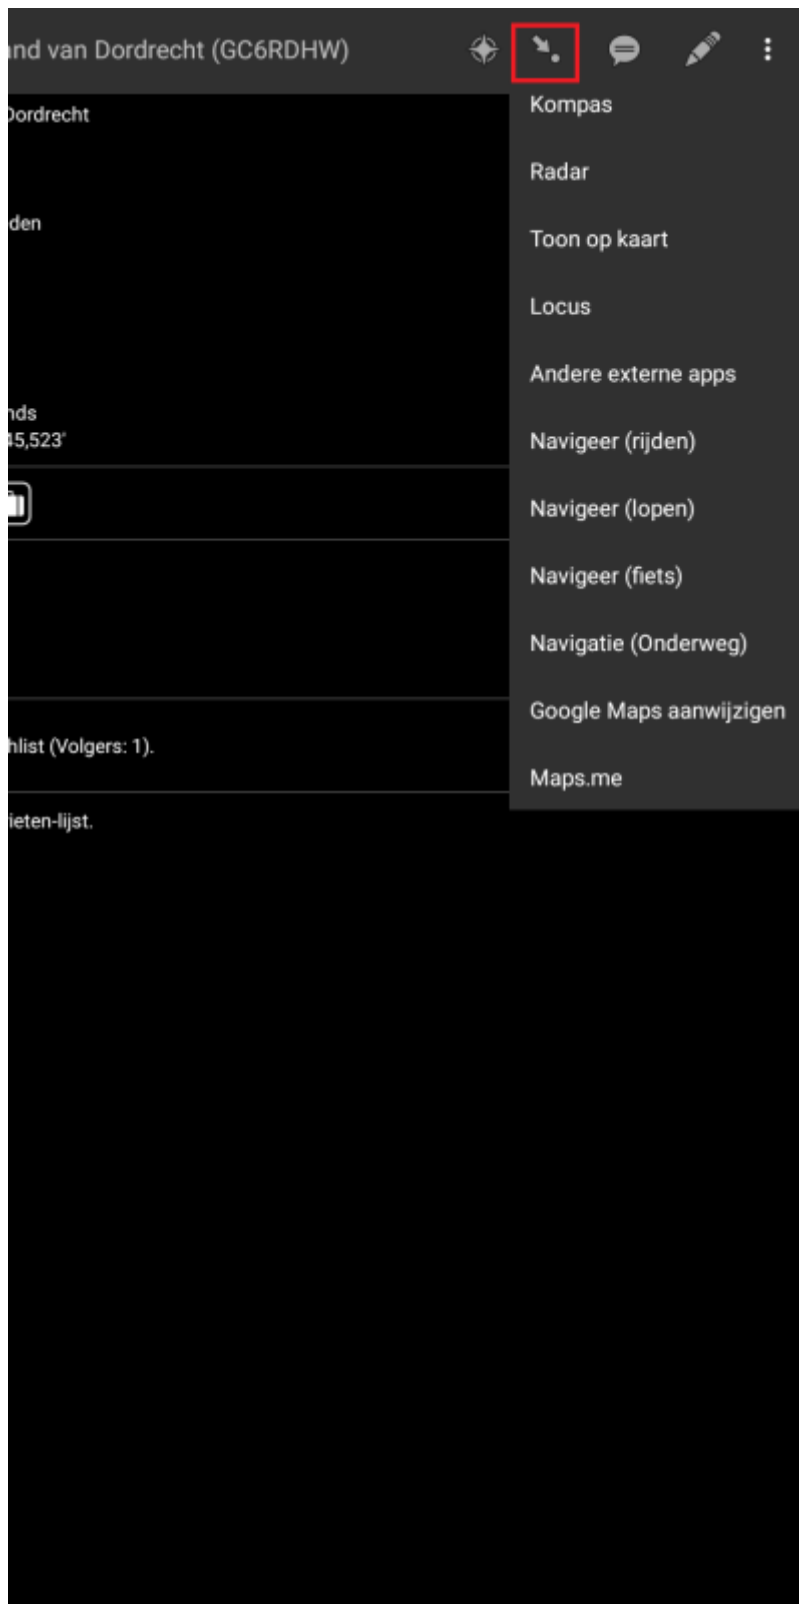 and van Dordrecht (GC6RDHW)
Dordrecht
den
nds
45,523'
hlist (Volgers: 1).
ieten-lijst.
Kompas
Radar
Toon op kaart
Locus
Andere externe apps
Navigeer (rijden)
Navigeer (lopen)
Navigeer (fiets)
Navigatie (Onderweg)
Google Maps aanwijzigen
Maps.me